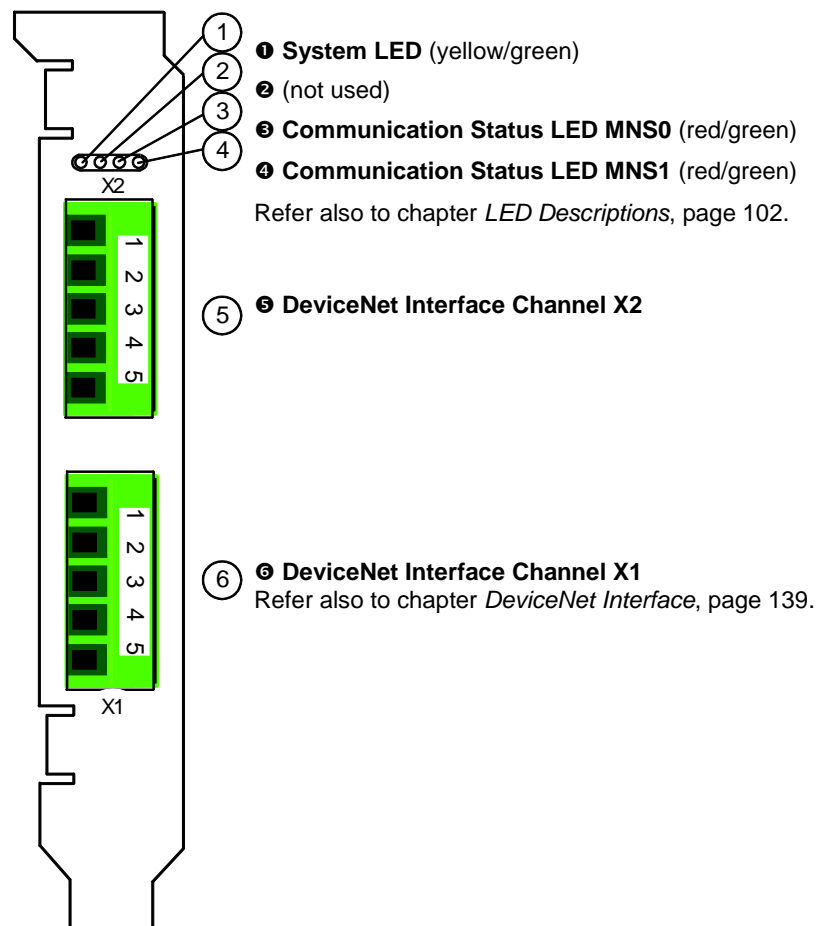 1
2
3
4
❶ System LED (yellow/green)
❷ (not used)
❸ Communication Status LED MNS0 (red/green)
❹ Communication Status LED MNS1 (red/green)
Refer also to chapter LED Descriptions, page 102.
X2
1
2
3
4
5
5
❺ DeviceNet Interface Channel X2
1
2
3
4
5
6
❻ DeviceNet Interface Channel X1
Refer also to chapter DeviceNet Interface, page 139.
X1